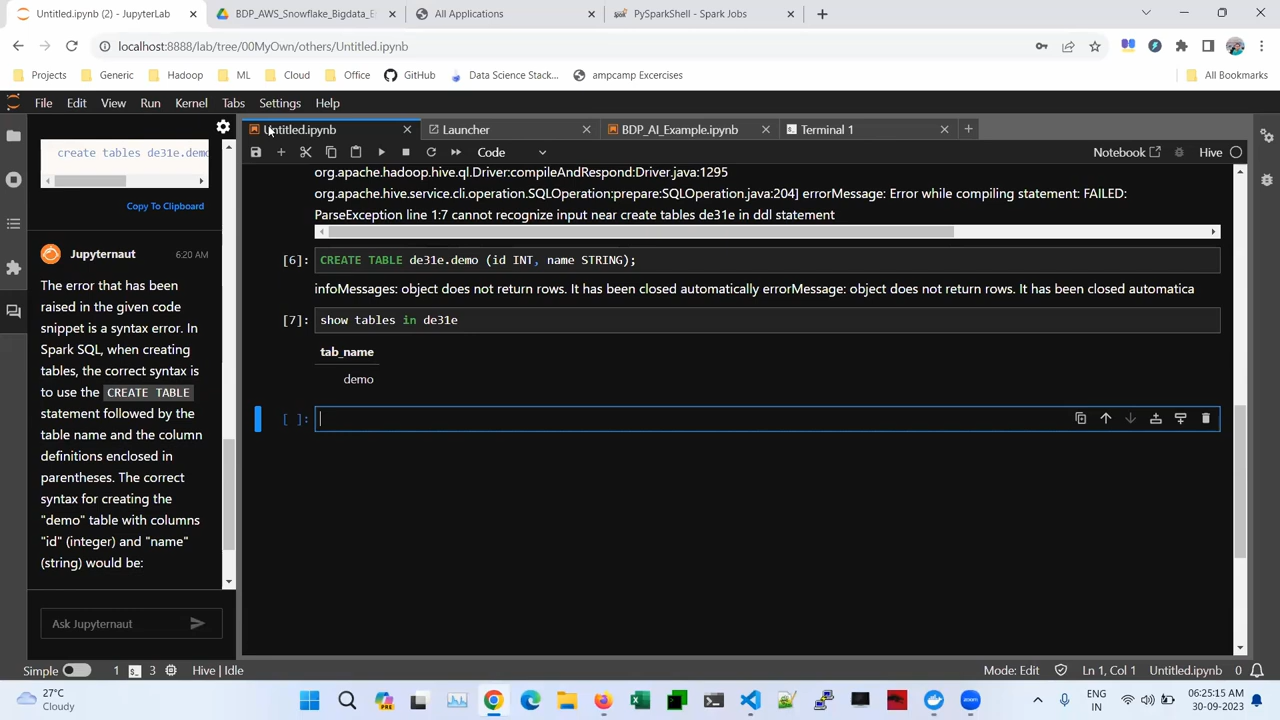 Untitled.ipynb (2) - JupyterLab
BDP_AWS_Snowflake_Bigdata_E
All Applications
PySparkShell - Spark Jobs
localhost:8888/lab/tree/00MyOwn/others/Untitled.ipynb
Projects Generic Hadoop ML Cloud Office GitHub Data Science Stack... ampcamp Excercises All Bookmarks
File Edit View Run Kernel Tabs Settings Help
Untitled.ipynb Launcher BDP_AI_Example.ipynb Terminal 1
Code Notebook Hive
create tables de31e.demo
Copy To Clipboard
Jupyternaut 6:20 AM
The error that has been
raised in the given code
snippet is a syntax error. In
Spark SQL, when creating
tables, the correct syntax is
to use the CREATE TABLE
statement followed by the
table name and the column
definitions enclosed in
parentheses. The correct
syntax for creating the
"demo" table with columns
"id" (integer) and "name"
(string) would be:
Ask Jupyternaut
org.apache.hadoop.hive.ql.Driver:compileAndRespond:Driver.java:1295
org.apache.hive.service.cli.operation.SQLOperation:prepare:SQLOperation.java:204] errorMessage: Error while compiling statement: FAILED:
ParseException line 1:7 cannot recognize input near create tables de31e in ddl statement
[6]: CREATE TABLE de31e.demo (id INT, name STRING);
infoMessages: object does not return rows. It has been closed automatically errorMessage: object does not return rows. It has been closed automatica
[7]: show tables in de31e
tab_name
demo
[ ]:
Simple 1 3 Hive | Idle Mode: Edit Ln 1, Col 1 Untitled.ipynb 0
27°C
Cloudy
PRE
ENG
IN
06:25:15 AM
30-09-2023